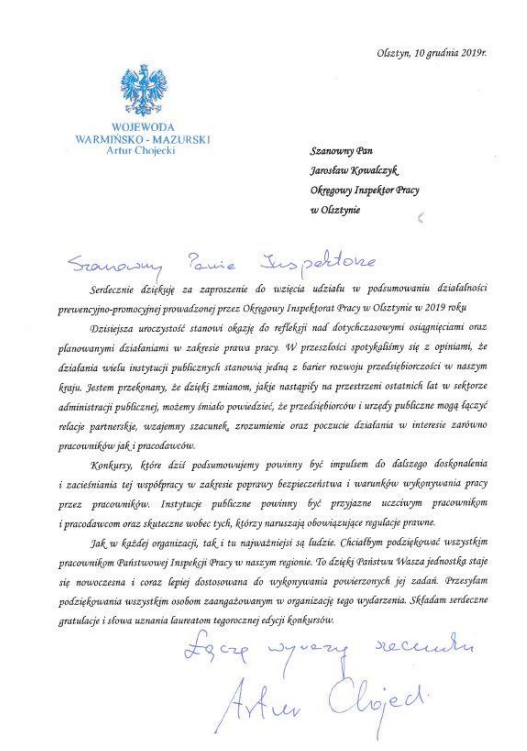 Olsztyn, 10 grudnia 2019r.
WOJEWODA
WARMIŃSKO - MAZURSKI
Artur Chojecki
Szanowny Pan
Jarosław Kowalczyk
Okręgowy Inspektor Pracy
w Olsztynie
Szanowny Panie Inspektorze
Serdecznie dziękuję za zaproszenie do wzięcia udziału w podsumowaniu działalności
prewencyjno-promocyjnej prowadzonej przez Okręgowy Inspektorat Pracy w Olsztynie w 2019 roku
Dzisiejsza uroczystość stanowi okazję do refleksji nad dotychczasowymi osiągnięciami oraz
planowanymi działaniami w zakresie prawa pracy. W przeszłości spotykaliśmy się z opiniami, że
działania wielu instytucji publicznych stanowią jedną z barier rozwoju przedsiębiorczości w naszym
kraju. Jestem przekonany, że dzięki zmianom, jakie nastąpiły na przestrzeni ostatnich lat w sektorze
administracji publicznej, możemy śmiało powiedzieć, że przedsiębiorców i urzędy publiczne mogą łączyć
relacje partnerskie, wzajemny szacunek, zrozumienie oraz poczucie działania w interesie zarówno
pracowników jak i pracodawców.
Konkursy, które dziś podsumowujemy powinny być impulsem do dalszego doskonalenia
i zacieśniania tej współpracy w zakresie poprawy bezpieczeństwa i warunków wykonywania pracy
przez pracowników. Instytucje publiczne powinny być przyjazne uczciwym pracownikom
i pracodawcom oraz skuteczne wobec tych, którzy naruszają obowiązujące regulacje prawne.
Jak w każdej organizacji, tak i tu najważniejsi są ludzie. Chciałbym podziękować wszystkim
pracownikom Państwowej Inspekcji Pracy w naszym regionie. To dzięki Państwu Wasza jednostka staje
się nowoczesna i coraz lepiej dostosowana do wykonywania powierzonych jej zadań. Przesyłam
podziękowania wszystkim osobom zaangażowanym w organizację tego wydarzenia. Składam serdeczne
gratulacje i słowa uznania laureatom tegorocznej edycji konkursów.
Łączę wyrazy szacunku
Artur Chojecki